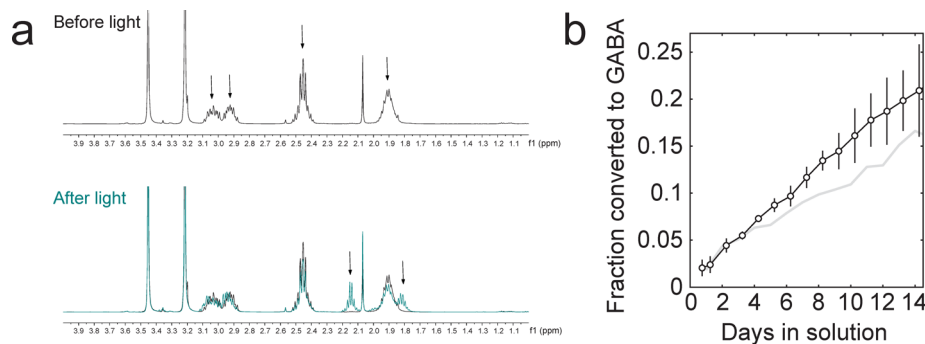 a
Before light
3.9 3.8 3.7 3.6 3.5 3.4 3.3 3.2 3.1 3.0 2.9 2.8 2.7 2.6 2.5 2.4 2.3 2.2 2.1 2.0 1.9 1.8 1.7 1.6 1.5 1.4 1.3 1.2 1.1 f1 (ppm)
After light
3.9 3.8 3.7 3.6 3.5 3.4 3.3 3.2 3.1 3.0 2.9 2.8 2.7 2.6 2.5 2.4 2.3 2.2 2.1 2.0 1.9 1.8 1.7 1.6 1.5 1.4 1.3 1.2 1.1 f1 (ppm)
b
Fraction converted to GABA
0.25
0.2
0.15
0.1
0.05
0
0 2 4 6 8 10 12 14
Days in solution